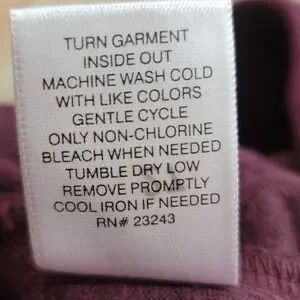 TURN GARMENT
INSIDE OUT
MACHINE WASH COLD
WITH LIKE COLORS
GENTLE CYCLE
ONLY NON-CHLORINE
BLEACH WHEN NEEDED
TUMBLE DRY LOW
REMOVE PROMPTLY
COOL IRON IF NEEDED
RN# 23243